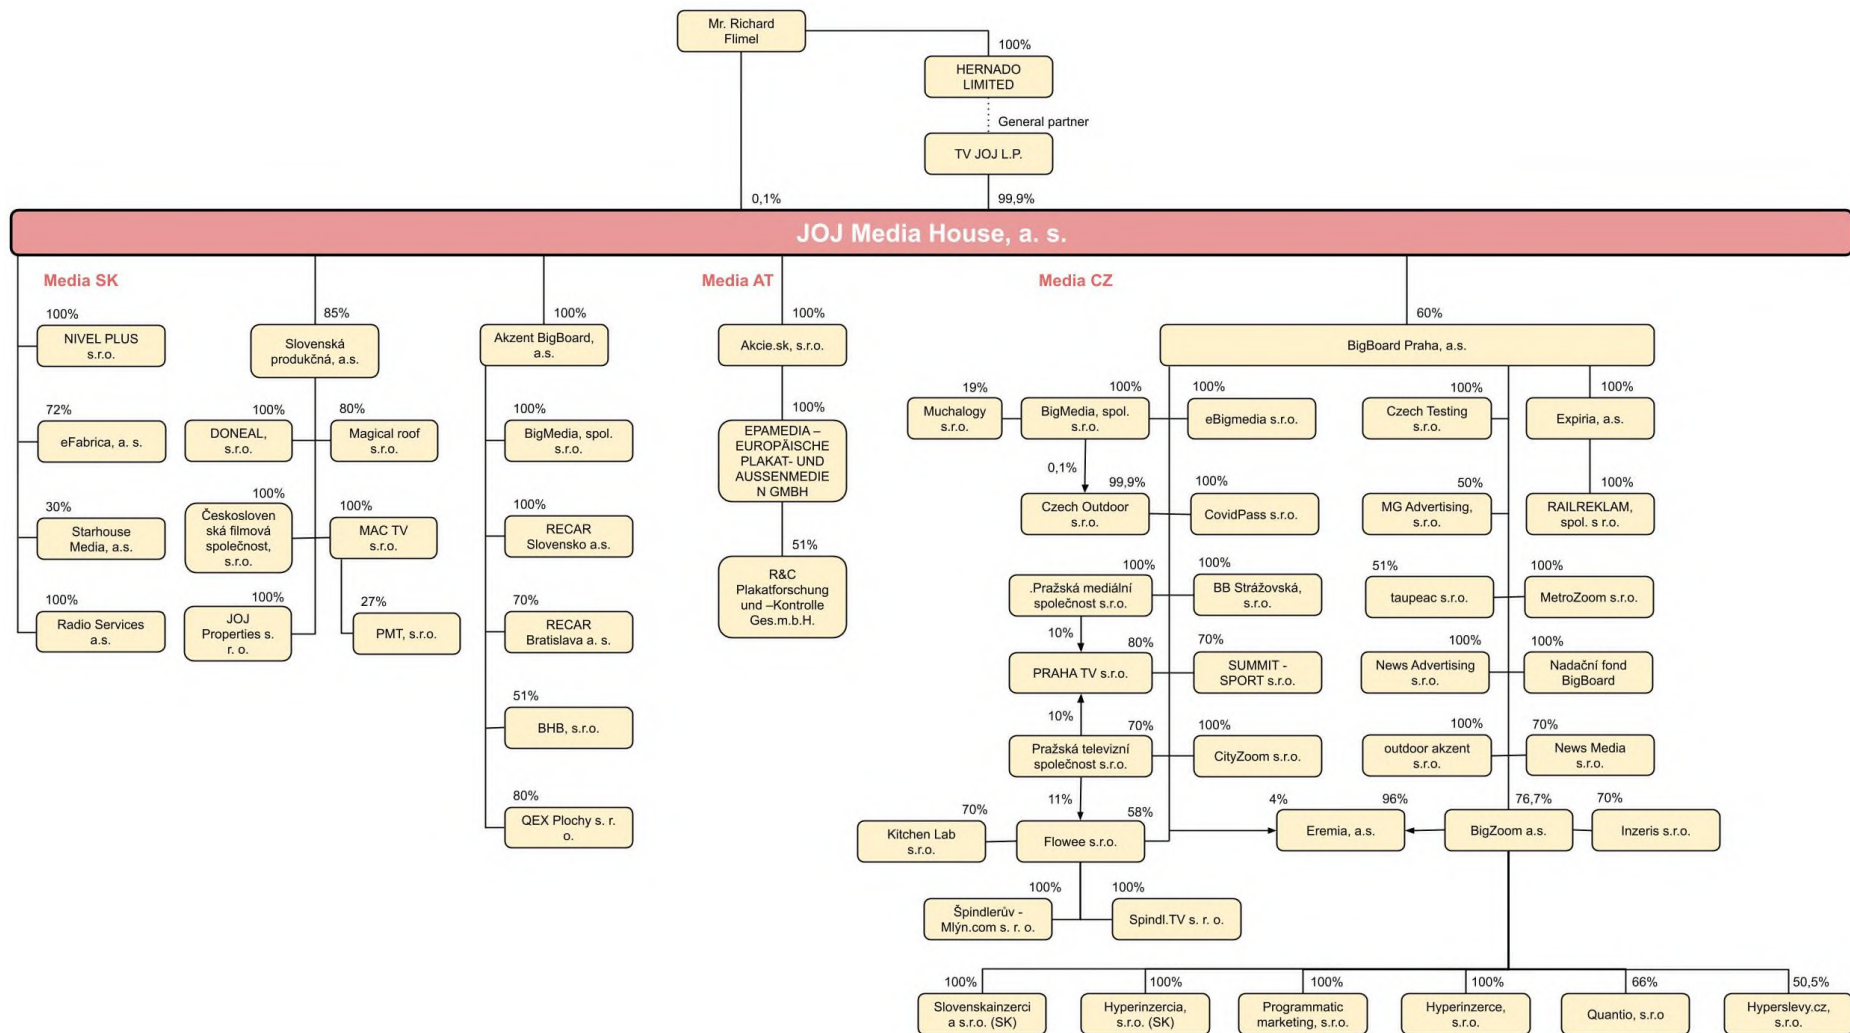 Mr. Richard
Flimel
100%
HERNADO
LIMITED
General partner
TV JOJ L.P.
0,1%
99,9%
JOJ Media House, a. s.
Media SK
Media AT
Media CZ
100%
NIVEL PLUS
s.r.o.
72%
eFabrica, a. s.
30%
Starhouse
Media, a.s.
100%
Radio Services
a.s.
85%
Slovenská
produkčná, a.s.
100%
DONEAL,
s.r.o.
80%
Magical roof
s.r.o.
100%
Českosloven
ská filmová
společnost,
s.r.o.
100%
MAC TV
s.r.o.
100%
JOJ
Properties s.
r. o.
27%
PMT, s.r.o.
100%
Akzent BigBoard,
a.s.
100%
BigMedia, spol.
s.r.o.
100%
RECAR
Slovensko a.s.
70%
RECAR
Bratislava a. s.
51%
BHB, s.r.o.
80%
QEX Plochy s. r.
o.
100%
Akcie.sk, s.r.o.
100%
EPAMEDIA –
EUROPÄISCHE
PLAKAT- UND
AUSSENMEDIE
N GMBH
51%
R&C
Plakatforschung
und –Kontrolle
Ges.m.b.H.
60%
BigBoard Praha, a.s.
19%
Muchalogy
s.r.o.
100%
BigMedia, spol.
s.r.o.
100%
eBigmedia s.r.o.
0,1%
99,9%
Czech Outdoor
s.r.o.
100%
CovidPass s.r.o.
100%
.Pražská mediální
společnost s.r.o.
100%
BB Strážovská,
s.r.o.
10%
80%
PRAHA TV s.r.o.
70%
SUMMIT -
SPORT s.r.o.
10%
70%
Pražská televizní
společnost s.r.o.
100%
CityZoom s.r.o.
11%
58%
Flowee s.r.o.
70%
Kitchen Lab
s.r.o.
100%
Špindlerův -
Mlýn.com s. r. o.
100%
Spindl.TV s. r. o.
100%
Czech Testing
s.r.o.
100%
Expiria, a.s.
50%
MG Advertising,
s.r.o.
100%
RAILREKLAM,
spol. s r.o.
51%
taupeac s.r.o.
100%
MetroZoom s.r.o.
100%
News Advertising
s.r.o.
100%
Nadační fond
BigBoard
100%
outdoor akzent
s.r.o.
70%
News Media
s.r.o.
4%
96%
Eremia, a.s.
76,7%
BigZoom a.s.
70%
Inzeris s.r.o.
100%
Slovenskainzerci
a s.r.o. (SK)
100%
Hyperinzercia,
s.r.o. (SK)
100%
Programmatic
marketing, s.r.o.
100%
Hyperinzerce,
s.r.o.
66%
Quantio, s.r.o
50,5%
Hyperslevy.cz,
s.r.o.